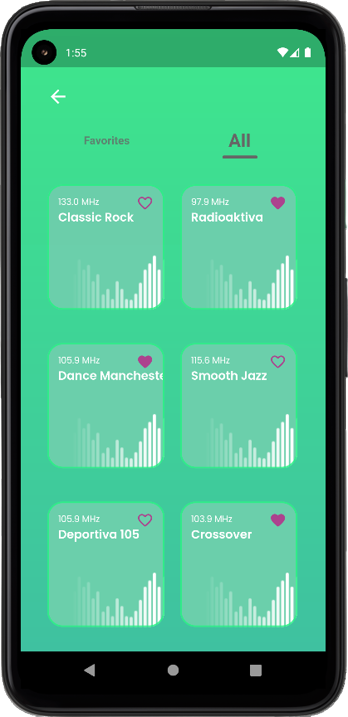 1:55
Favorites
All
133.0 MHz
Classic Rock
97.9 MHz
Radioaktiva
105.9 MHz
Dance Mancheste
115.6 MHz
Smooth Jazz
105.9 MHz
Deportiva 105
103.9 MHz
Crossover